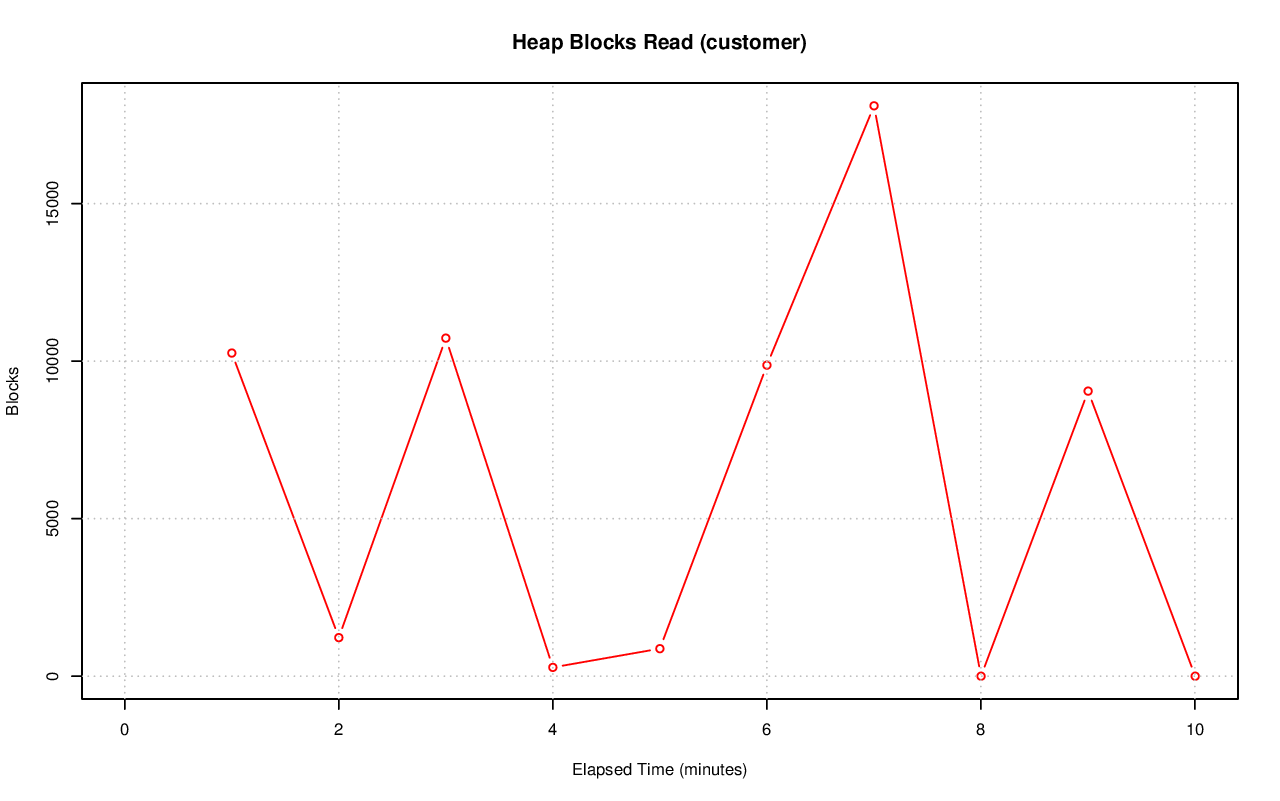 Heap Blocks Read (customer)
15000
10000
5000
0
Blocks
0 2 4 6 8 10
Elapsed Time (minutes)